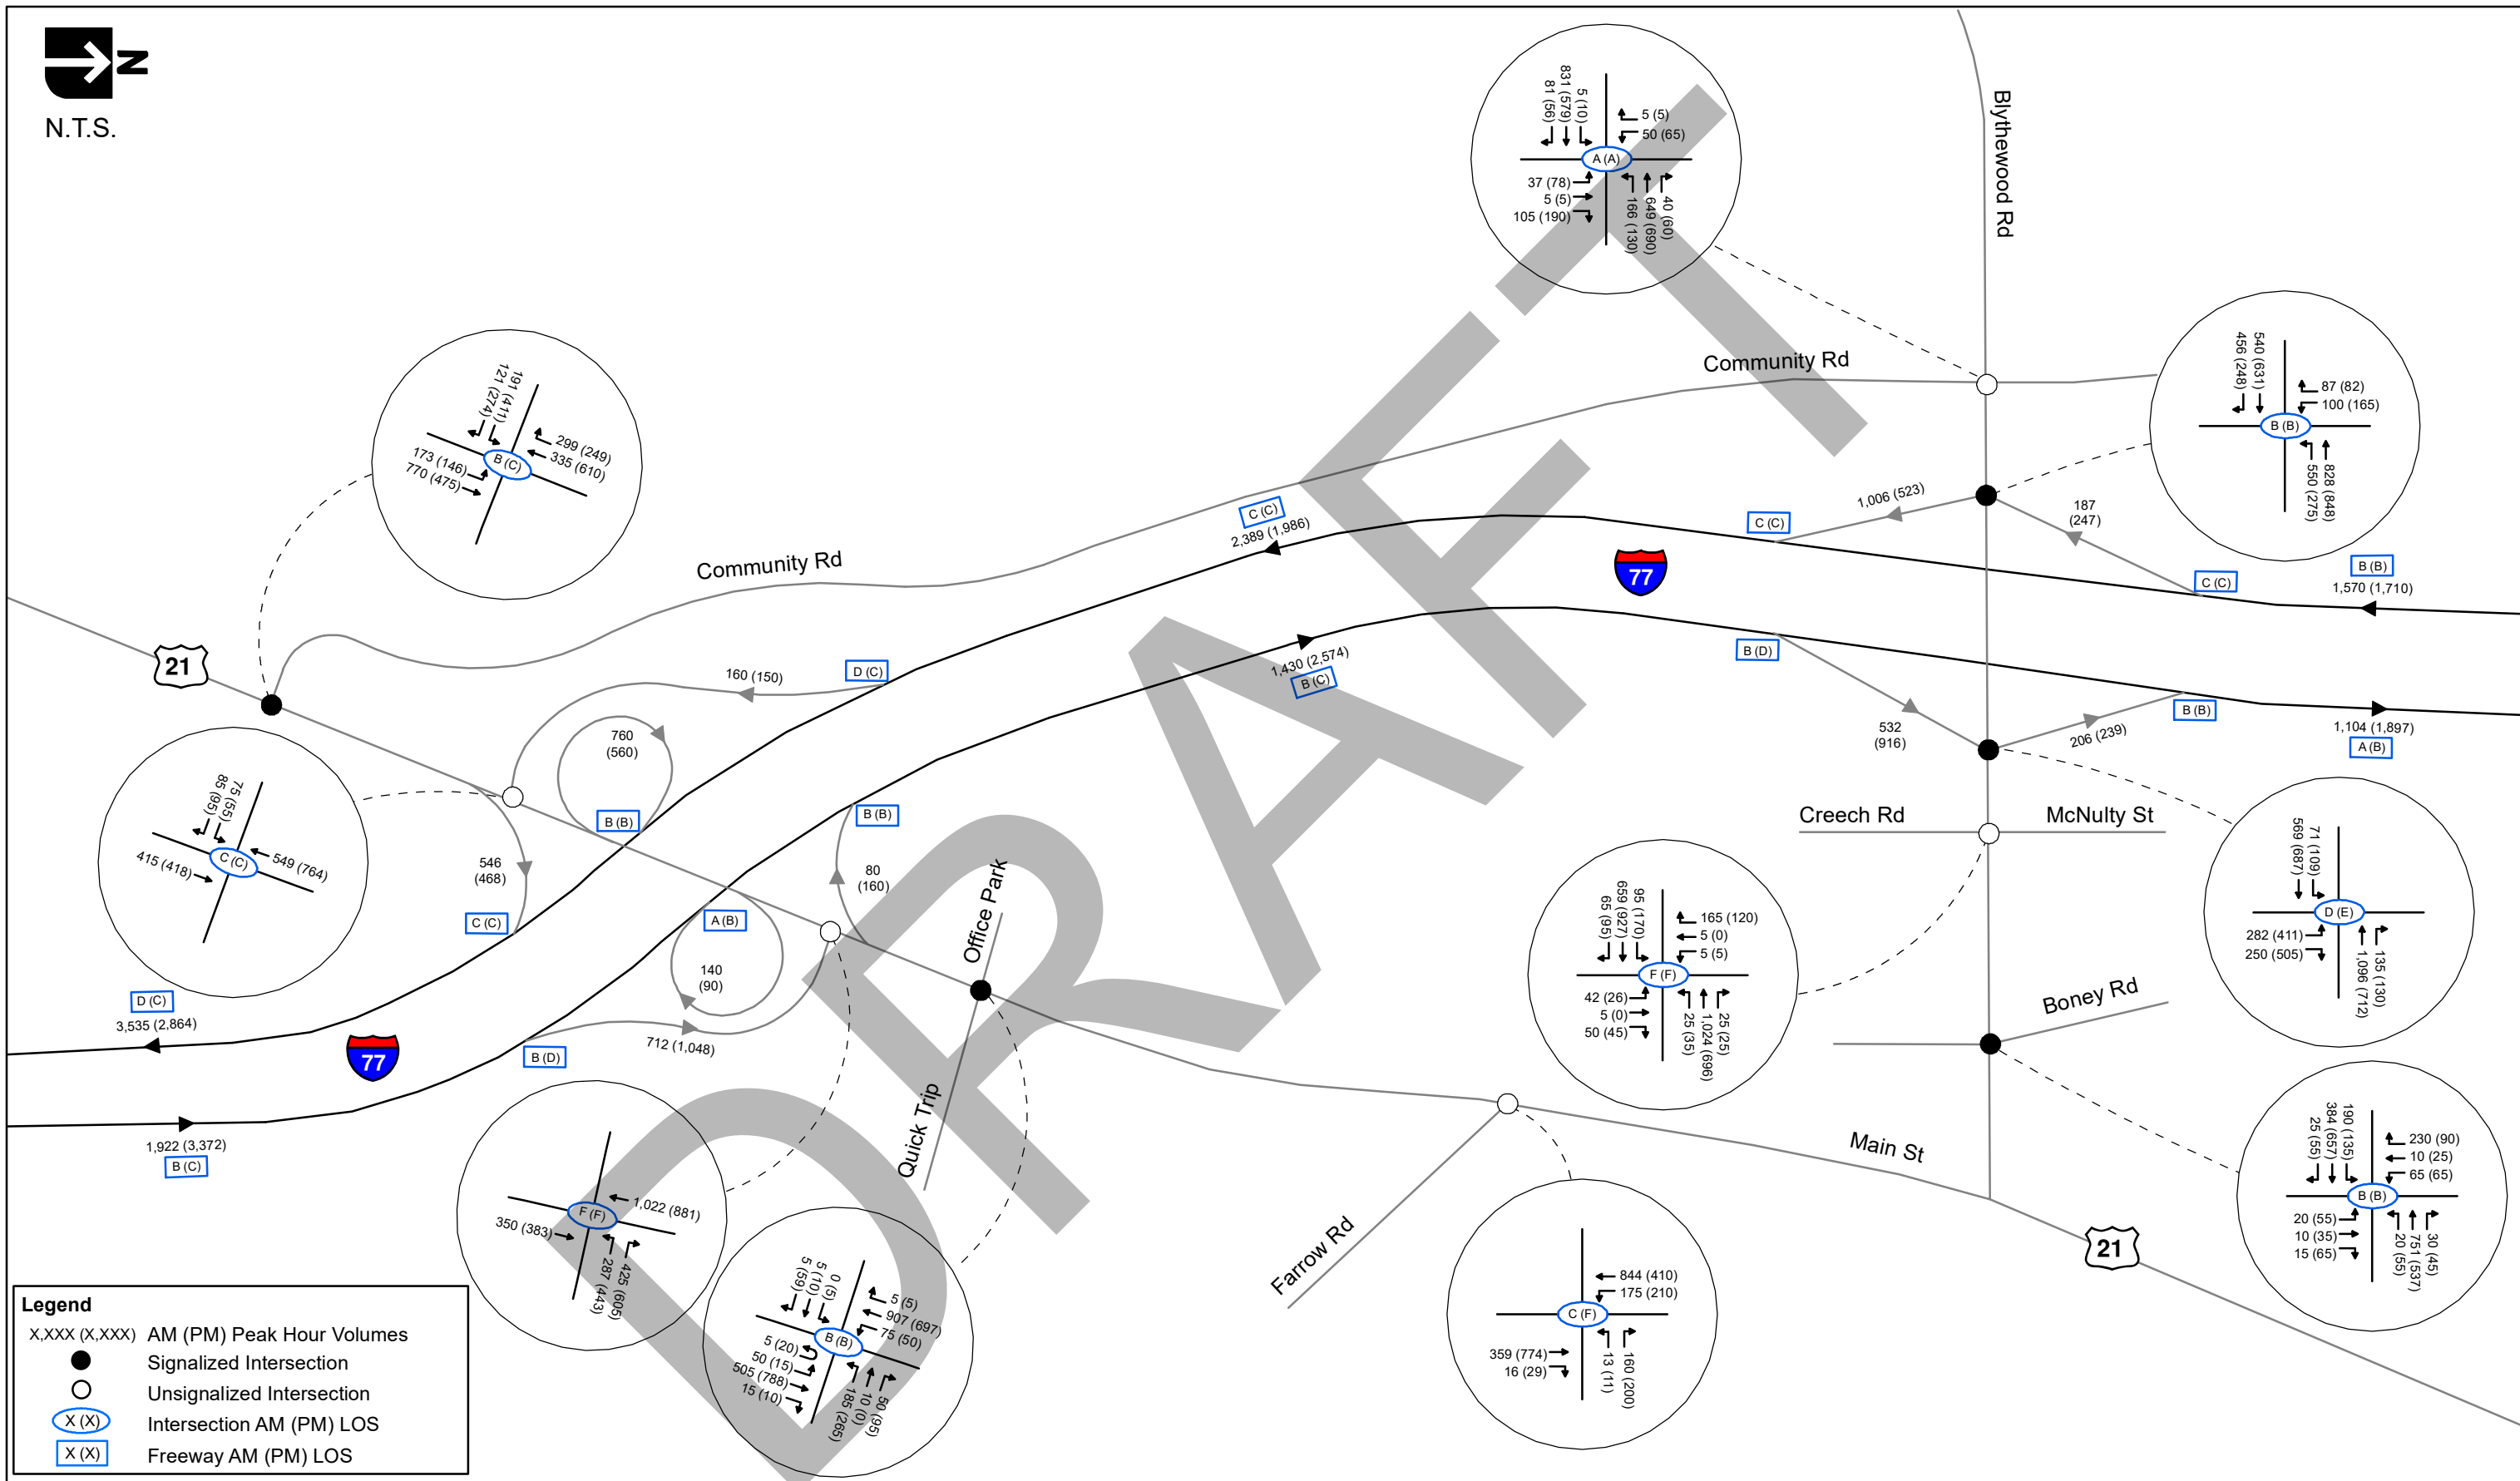 N
N.T.S.
831 (579)
81 (56)
5 (10)
5 (5)
50 (65)
A (A)
37 (78)
5 (5)
105 (190)
166 (130)
649 (690)
40 (60)
Blythewood Rd
Community Rd
540 (631)
456 (248)
87 (82)
100 (165)
B (B)
550 (275)
828 (848)
191 (411)
121 (274)
299 (249)
335 (610)
B (C)
173 (146)
770 (475)
1,006 (523)
187
(247)
C (C)
2,389 (1,986)
C (C)
77
C (C)
B (B)
1,570 (1,710)
Community Rd
21
160 (150)
D (C)
760
(560)
1,430 (2,574)
B (C)
B (D)
532
(916)
206 (239)
B (B)
1,104 (1,897)
A (B)
75 (55)
85 (95)
549 (764)
C (C)
415 (418)
B (B)
B (B)
546
(468)
C (C)
A (B)
80
(160)
140
(90)
Office Park
Quick Trip
Creech Rd
McNulty St
71 (109)
569 (687)
D (E)
282 (411)
250 (505)
1,096 (712)
135 (130)
95 (170)
659 (927)
65 (95)
165 (120)
5 (0)
5 (5)
F (F)
42 (26)
5 (0)
50 (45)
25 (35)
1,024 (696)
25 (25)
D (C)
3,535 (2,864)
77
B (D)
712 (1,048)
1,922 (3,372)
B (C)
Boney Rd
Main St
Farrow Rd
21
190 (135)
384 (657)
25 (55)
230 (90)
10 (25)
65 (65)
B (B)
20 (55)
10 (35)
15 (65)
20 (55)
751 (537)
30 (45)
1,022 (881)
F (F)
350 (383)
287 (443)
425 (605)
0 (5)
5 (10)
5 (59)
5 (5)
907 (697)
75 (50)
B (B)
5 (20)
50 (15)
505 (788)
15 (10)
185 (265)
10 (0)
50 (95)
844 (410)
175 (210)
C (F)
359 (774)
16 (29)
13 (11)
160 (200)
DRAFT
Legend
X,XXX (X,XXX) AM (PM) Peak Hour Volumes
Signalized Intersection
Unsignalized Intersection
X (X) Intersection AM (PM) LOS
X (X) Freeway AM (PM) LOS